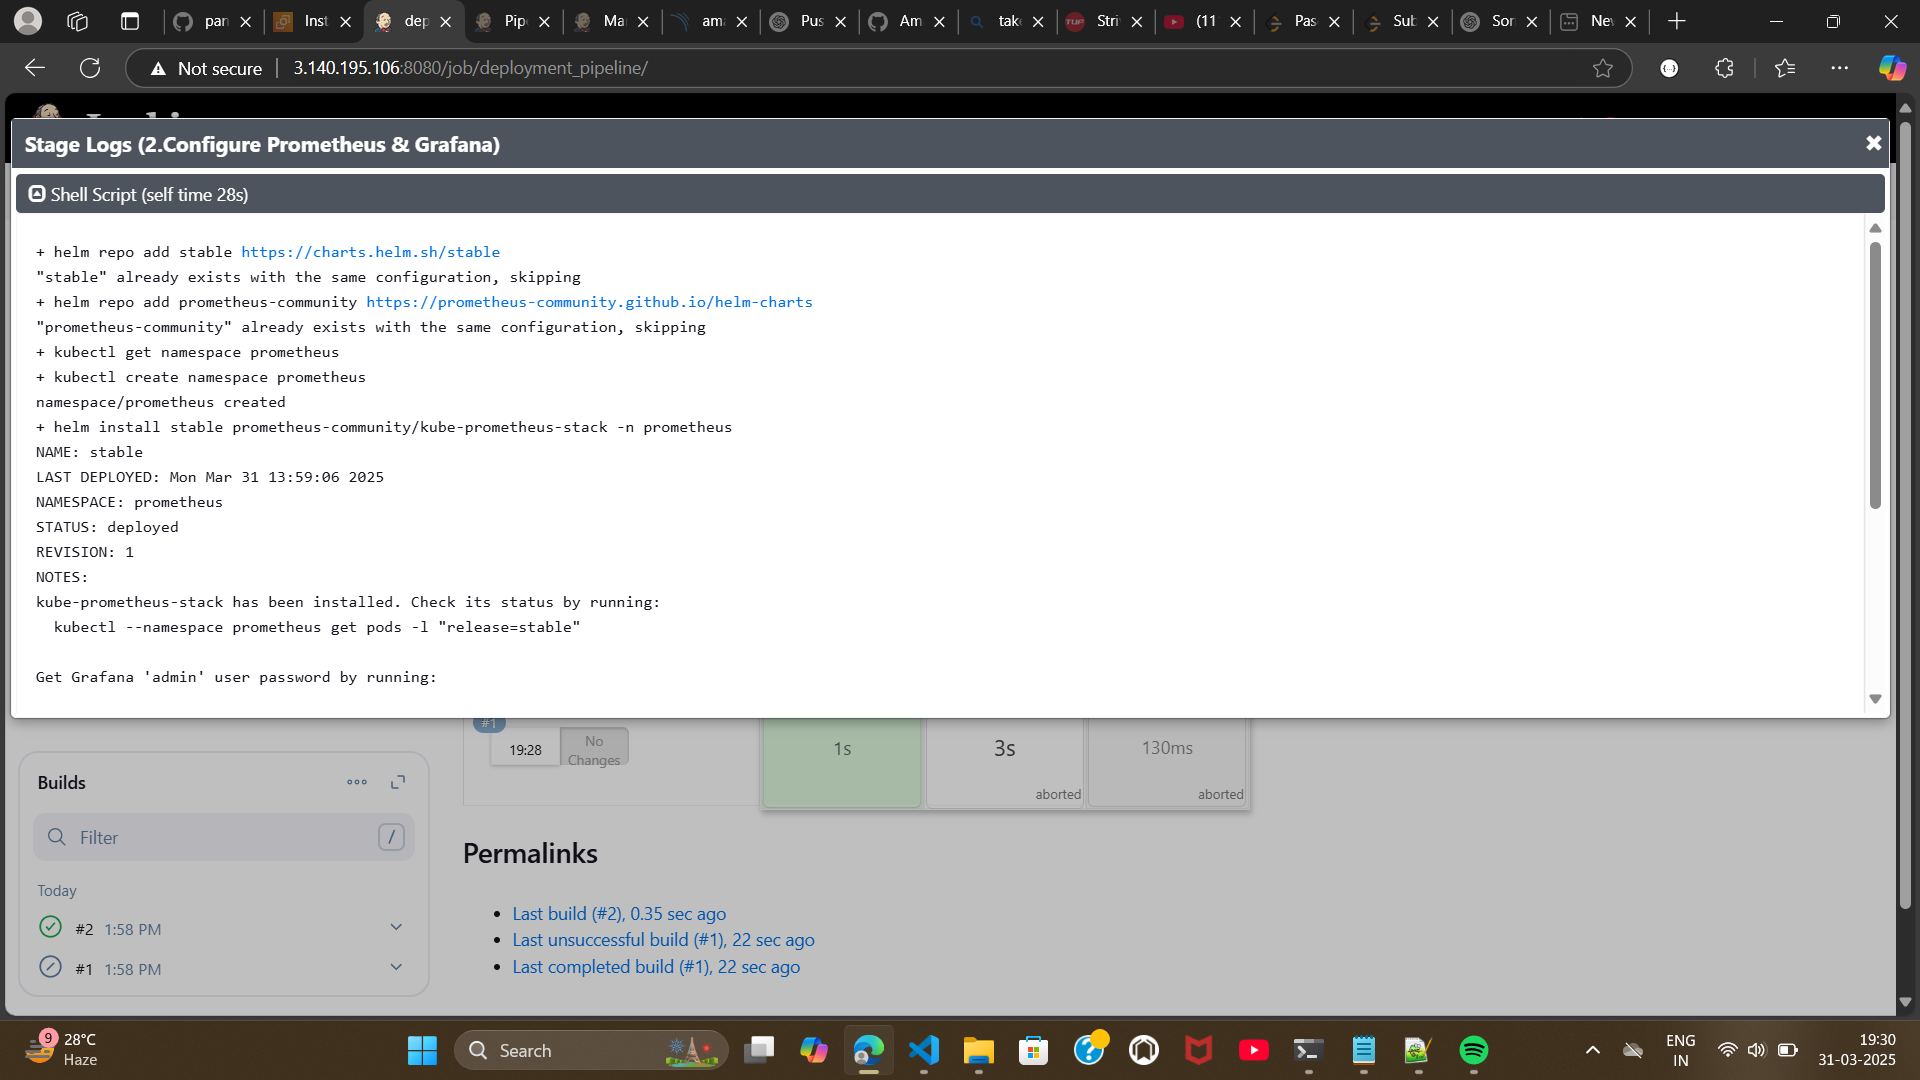 par
Inst
dep
Pipe
Ma
ama
Pus
Am
take
Stri
(11
Pas
Sub
Sor
Nev
Not secure
3.140.195.106:8080/job/deployment_pipeline/
Stage Logs (2.Configure Prometheus & Grafana)
Shell Script (self time 28s)
+ helm repo add stable https://charts.helm.sh/stable
"stable" already exists with the same configuration, skipping
+ helm repo add prometheus-community https://prometheus-community.github.io/helm-charts
"prometheus-community" already exists with the same configuration, skipping
+ kubectl get namespace prometheus
+ kubectl create namespace prometheus
namespace/prometheus created
+ helm install stable prometheus-community/kube-prometheus-stack -n prometheus
NAME: stable
LAST DEPLOYED: Mon Mar 31 13:59:06 2025
NAMESPACE: prometheus
STATUS: deployed
REVISION: 1
NOTES:
kube-prometheus-stack has been installed. Check its status by running:
kubectl --namespace prometheus get pods -l "release=stable"
Get Grafana 'admin' user password by running:
#1
19:28
No
Changes
1s
3s
aborted
130ms
aborted
Builds
Filter
/
Today
#2 1:58 PM
#1 1:58 PM
Permalinks
Last build (#2), 0.35 sec ago
Last unsuccessful build (#1), 22 sec ago
Last completed build (#1), 22 sec ago
9
28°C
Haze
Search
ENG
IN
19:30
31-03-2025